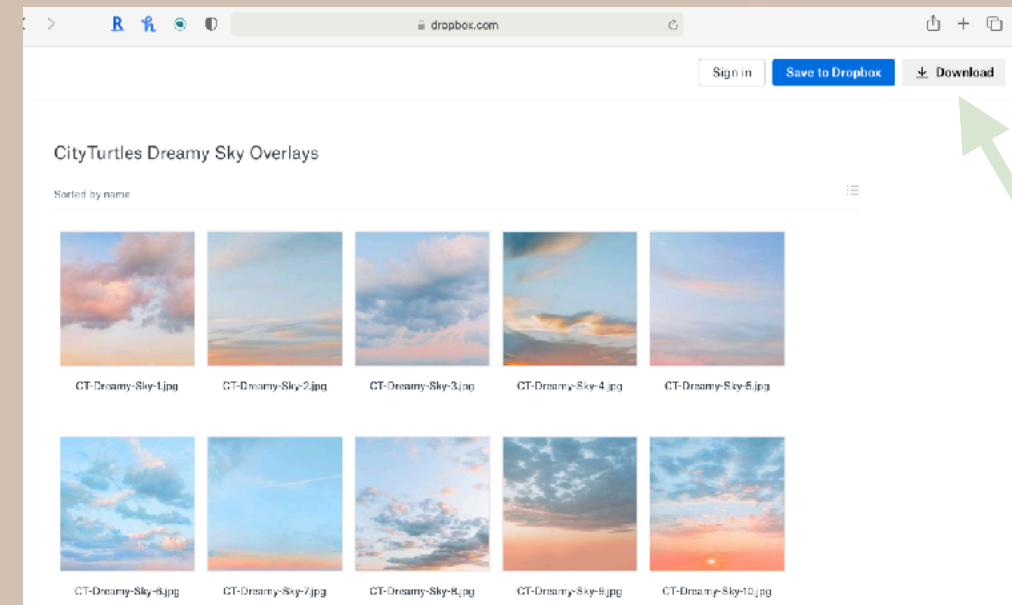 R h
dropbox.com
Sign in Save to Dropbox Download
CityTurtles Dreamy Sky Overlays
Sorted by name
CT-Dreamy-Sky-1.jpg CT-Dreamy-Sky-2.jpg CT-Dreamy-Sky-3.jpg CT-Dreamy-Sky-4.jpg CT-Dreamy-Sky-5.jpg
CT-Dreamy-Sky-6.jpg CT-Dreamy-Sky-7.jpg CT-Dreamy-Sky-8.jpg CT-Dreamy-Sky-9.jpg CT-Dreamy-Sky-10.jpg